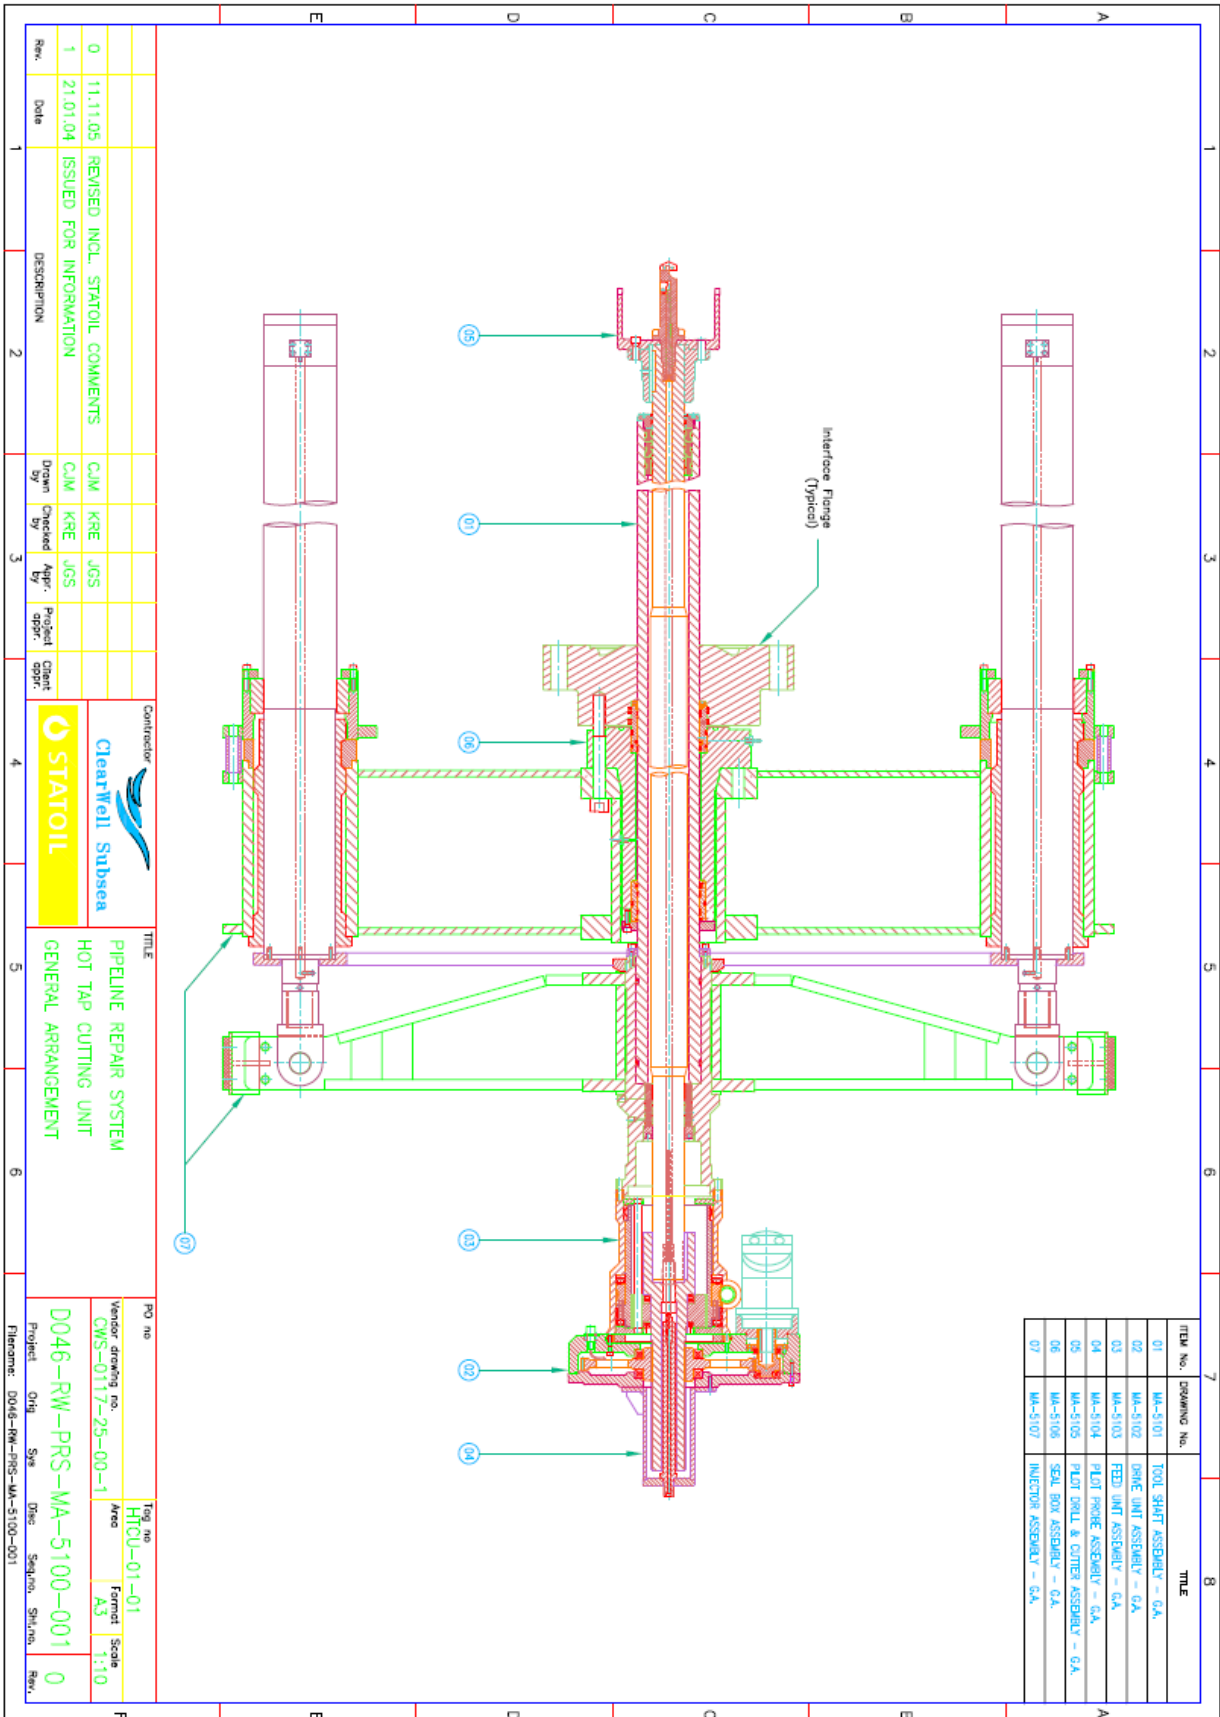 1 2 3 4 5 6 7 8
A
B
C
D
E
F
ITEM No. DRAWING No. TITLE
01 MA-5101 TOOL SHAFT ASSEMBLY - G.A.
02 MA-5102 DRIVE UNIT ASSEMBLY - G.A.
03 MA-5103 FEED UNIT ASSEMBLY - G.A.
04 MA-5104 PILOT PROBE ASSEMBLY - G.A.
05 MA-5105 PILOT DRILL & CUTTER ASSEMBLY - G.A.
06 MA-5106 SEAL BOX ASSEMBLY - G.A.
07 MA-5107 INJECTOR ASSEMBLY - G.A.
Interface Flange
(Typical)
05
01
06
03
02
04
07
0 11.11.05 REVISED INCL. STATOIL COMMENTS CJM KRE JGS
1 21.01.04 ISSUED FOR INFORMATION CJM KRE JGS
Rev. Date DESCRIPTION Drawn by Checked by Appr. by Project appr. Client appr.
Contractor
ClearWell Subsea
STATOIL
TITLE
PIPELINE REPAIR SYSTEM
HOT TAP CUTTING UNIT
GENERAL ARRANGEMENT
PO no
Tag no
HTCU-01-01
Vendor drawing no.
CWS-0117-25-00-1
Area
Format
A3
Scale
1:10
D046-RW-PRS-MA-5100-001 0
Project Orig Sys Disc Seq.no. Sht.no. Rev.
Filename: D046-RW-PRS-MA-5100-001
1 2 3 4 5 6